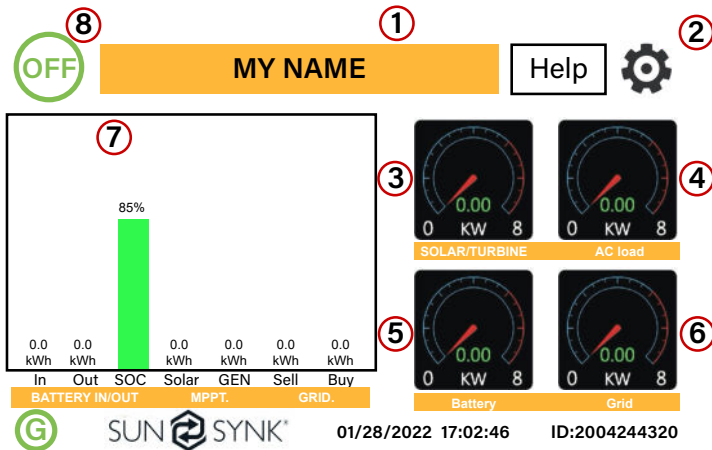 8
1
2
OFF
MY NAME
Help
7
85%
0.0 0.0 0.0 0.0 0.0 0.0
kWh kWh kWh kWh kWh kWh
In Out SOC Solar GEN Sell Buy
BATTERY IN/OUT MPPT. GRID.
3
0.00
0 KW 8
SOLAR/TURBINE
4
0.00
0 KW 8
AC load
5
0.00
0 KW 8
Battery
6
0.00
0 KW 8
Grid
G
SUN SYNK®
01/28/2022 17:02:46
ID:2004244320